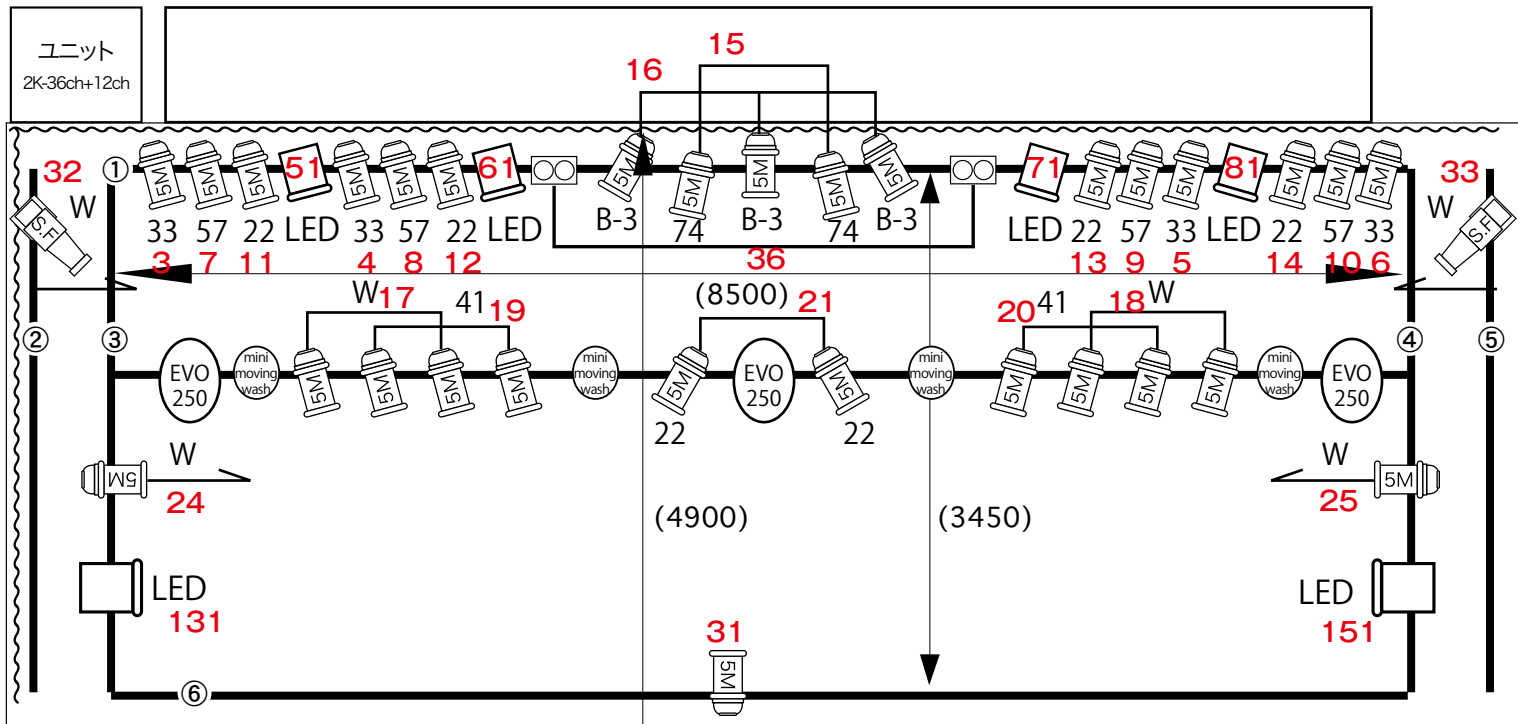 ユニット
2K-36ch+12ch
15
16
32
①
5M 5M 5M 51 5M 5M 5M 61 5M 5M 5M 5M 5M 71 5M 5M 5M 81 5M 5M 5M
33
S.F W
W S.F
33 57 22 LED 33 57 22 LED B-3 74 B-3 74 B-3 LED 22 57 33 LED 22 57 33
3 7 11 4 8 12 36 13 9 5 14 10 6
W 17 41 19 (8500) 21 20 41 18 W
② ③ ④ ⑤
EVO 250
mini moving wash
5M 5M 5M 5M
mini moving wash
5M
EVO 250
5M
mini moving wash
5M 5M 5M 5M
mini moving wash
EVO 250
22 22
W W
5M 5M
24 25
(4900) (3450)
LED LED
131 151
31
5M
⑥